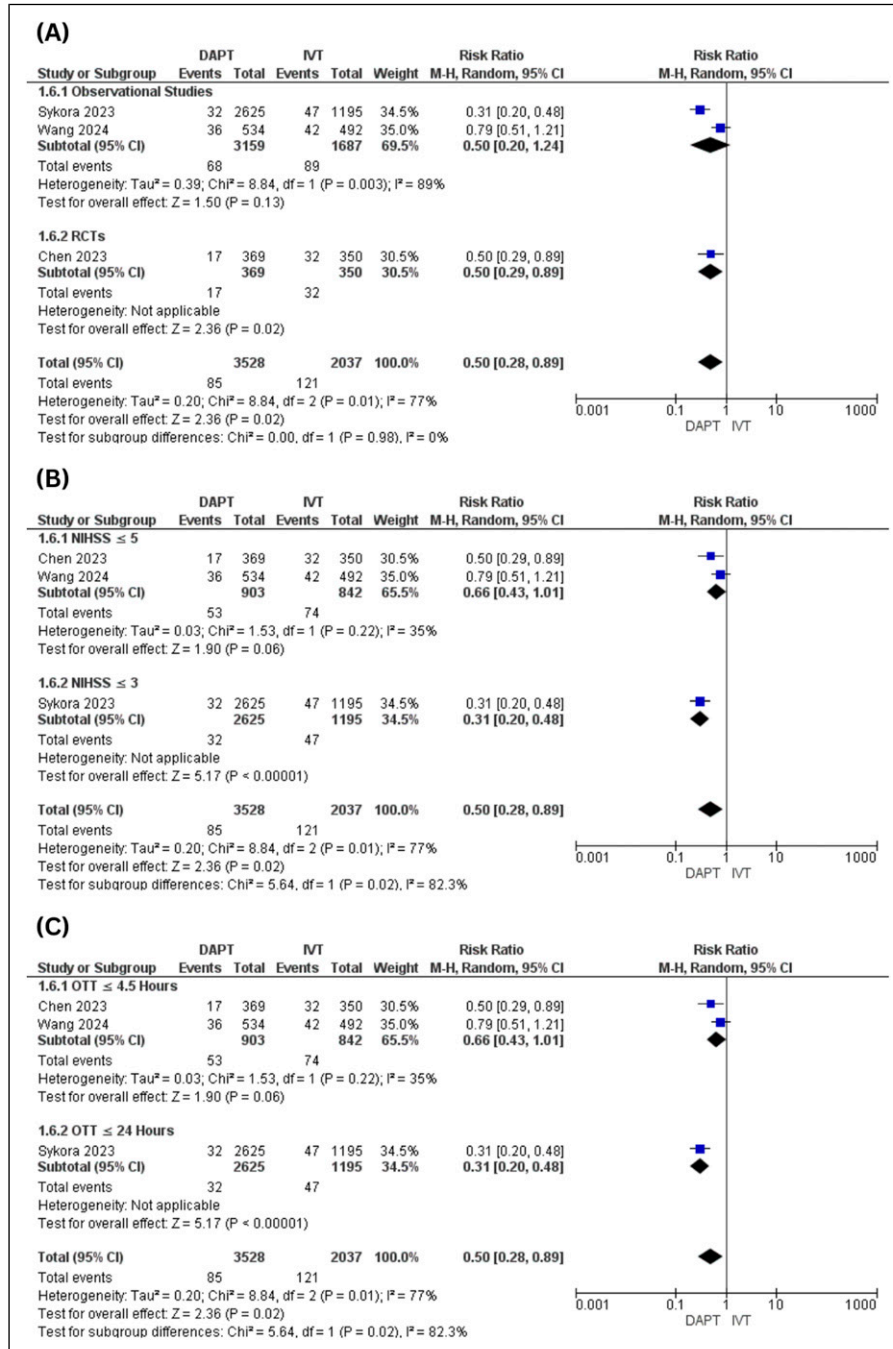 (A)
DAPT IVT Risk Ratio Risk Ratio
Study or Subgroup Events Total Events Total Weight M-H, Random, 95% CI M-H, Random, 95% CI
1.6.1 Observational Studies
Sykora 2023 32 2625 47 1195 34.5% 0.31 [0.20, 0.48]
Wang 2024 36 534 42 492 35.0% 0.79 [0.51, 1.21]
Subtotal (95% CI) 3159 1687 69.5% 0.50 [0.20, 1.24]
Total events 68 89
Heterogeneity: Tau² = 0.39; Chi² = 8.84, df = 1 (P = 0.003); I² = 89%
Test for overall effect: Z = 1.50 (P = 0.13)
1.6.2 RCTs
Chen 2023 17 369 32 350 30.5% 0.50 [0.29, 0.89]
Subtotal (95% CI) 369 350 30.5% 0.50 [0.29, 0.89]
Total events 17 32
Heterogeneity: Not applicable
Test for overall effect: Z = 2.36 (P = 0.02)
Total (95% CI) 3528 2037 100.0% 0.50 [0.28, 0.89]
Total events 85 121
Heterogeneity: Tau² = 0.20; Chi² = 8.84, df = 2 (P = 0.01); I² = 77%
Test for overall effect: Z = 2.36 (P = 0.02)
Test for subgroup differences: Chi² = 0.00, df = 1 (P = 0.98), I² = 0%
0.001 0.1 1 10 1000
DAPT IVT
(B)
DAPT IVT Risk Ratio Risk Ratio
Study or Subgroup Events Total Events Total Weight M-H, Random, 95% CI M-H, Random, 95% CI
1.6.1 NIHSS ≤ 5
Chen 2023 17 369 32 350 30.5% 0.50 [0.29, 0.89]
Wang 2024 36 534 42 492 35.0% 0.79 [0.51, 1.21]
Subtotal (95% CI) 903 842 65.5% 0.66 [0.43, 1.01]
Total events 53 74
Heterogeneity: Tau² = 0.03; Chi² = 1.53, df = 1 (P = 0.22); I² = 35%
Test for overall effect: Z = 1.90 (P = 0.06)
1.6.2 NIHSS ≤ 3
Sykora 2023 32 2625 47 1195 34.5% 0.31 [0.20, 0.48]
Subtotal (95% CI) 2625 1195 34.5% 0.31 [0.20, 0.48]
Total events 32 47
Heterogeneity: Not applicable
Test for overall effect: Z = 5.17 (P < 0.00001)
Total (95% CI) 3528 2037 100.0% 0.50 [0.28, 0.89]
Total events 85 121
Heterogeneity: Tau² = 0.20; Chi² = 8.84, df = 2 (P = 0.01); I² = 77%
Test for overall effect: Z = 2.36 (P = 0.02)
Test for subgroup differences: Chi² = 5.64, df = 1 (P = 0.02), I² = 82.3%
0.001 0.1 1 10 1000
DAPT IVT
(C)
DAPT IVT Risk Ratio Risk Ratio
Study or Subgroup Events Total Events Total Weight M-H, Random, 95% CI M-H, Random, 95% CI
1.6.1 OTT ≤ 4.5 Hours
Chen 2023 17 369 32 350 30.5% 0.50 [0.29, 0.89]
Wang 2024 36 534 42 492 35.0% 0.79 [0.51, 1.21]
Subtotal (95% CI) 903 842 65.5% 0.66 [0.43, 1.01]
Total events 53 74
Heterogeneity: Tau² = 0.03; Chi² = 1.53, df = 1 (P = 0.22); I² = 35%
Test for overall effect: Z = 1.90 (P = 0.06)
1.6.2 OTT ≤ 24 Hours
Sykora 2023 32 2625 47 1195 34.5% 0.31 [0.20, 0.48]
Subtotal (95% CI) 2625 1195 34.5% 0.31 [0.20, 0.48]
Total events 32 47
Heterogeneity: Not applicable
Test for overall effect: Z = 5.17 (P < 0.00001)
Total (95% CI) 3528 2037 100.0% 0.50 [0.28, 0.89]
Total events 85 121
Heterogeneity: Tau² = 0.20; Chi² = 8.84, df = 2 (P = 0.01); I² = 77%
Test for overall effect: Z = 2.36 (P = 0.02)
Test for subgroup differences: Chi² = 5.64, df = 1 (P = 0.02), I² = 82.3%
0.001 0.1 1 10 1000
DAPT IVT